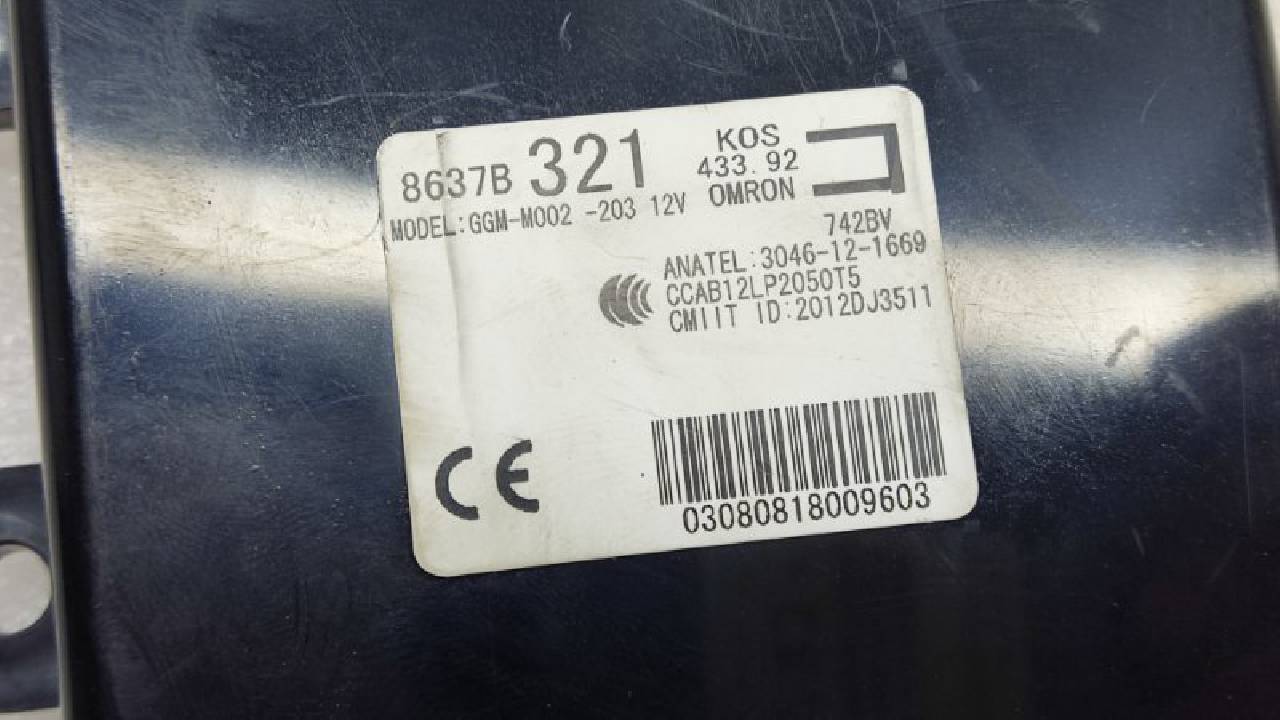 8637B 321
KOS
433.92
OMRON
MODEL:GGM-M002 -203 12V
742BV
ANATEL:3046-12-1669
CCAB12LP2050T5
CMIIT ID:2012DJ3511
CE
03080818009603